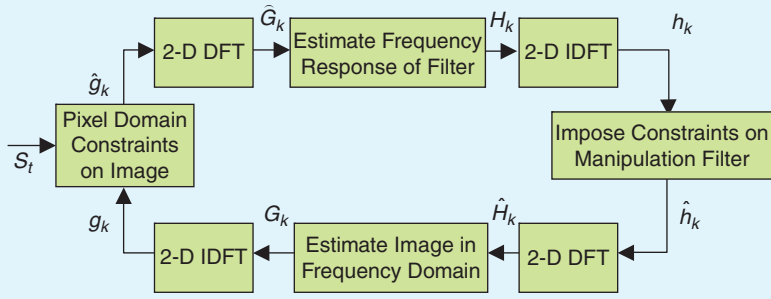 Ĝₖ
Hₖ
hₖ
2-D DFT
Estimate Frequency
Response of Filter
2-D IDFT
ĝₖ
Pixel Domain
Constraints
on Image
Sₜ
Impose Constraints on
Manipulation Filter
gₖ
Gₖ
Ĥₖ
ĥₖ
2-D IDFT
Estimate Image in
Frequency Domain
2-D DFT